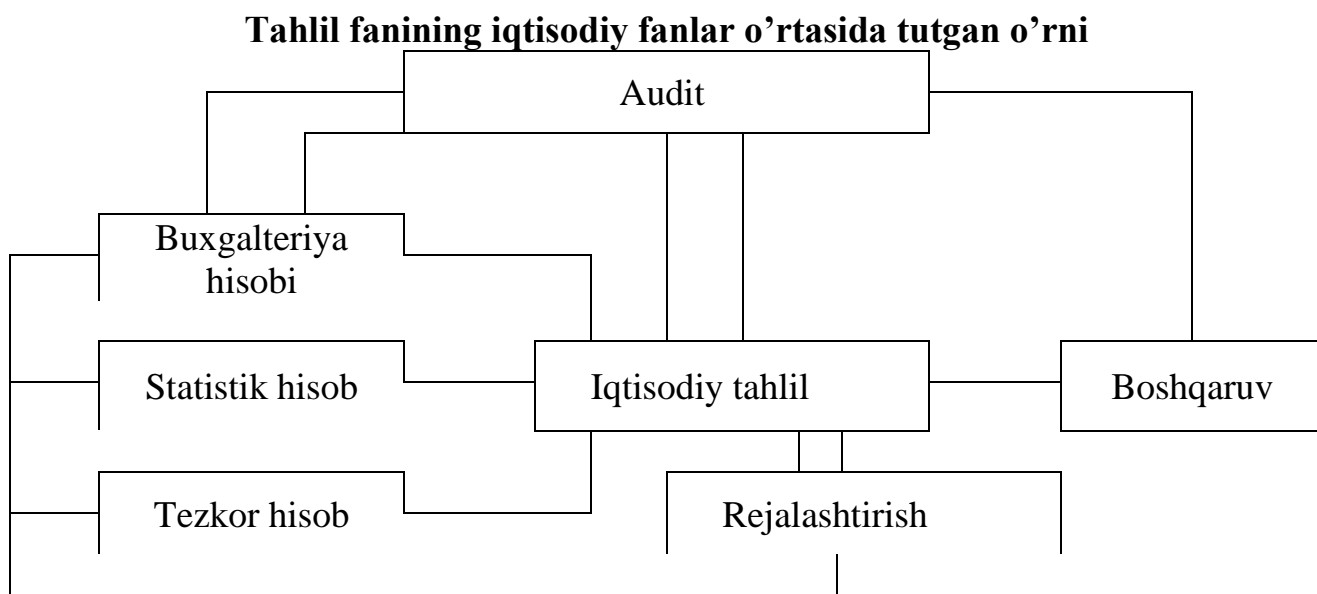 Tahlil fanining iqtisodiy fanlar o’rtasida tutgan o’rni
Audit
Buxgalteriya
hisobi
Statistik hisob
Iqtisodiy tahlil
Boshqaruv
Tezkor hisob
Rejalashtirish